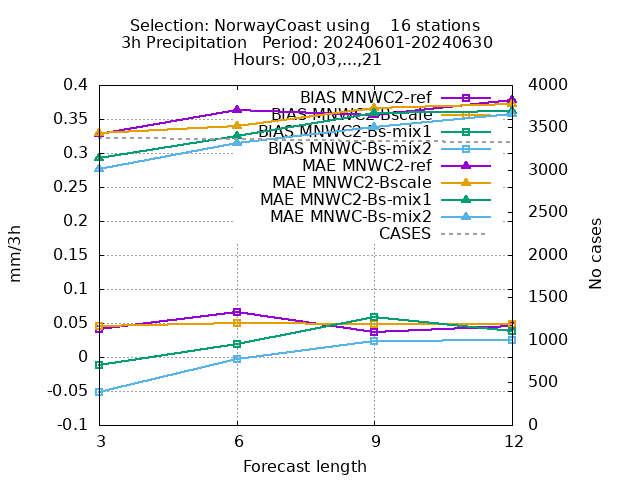 Selection: NorwayCoast using    16 stations
3h Precipitation   Period: 20240601-20240630
Hours: 00,03,...,21
0.4
0.35
0.3
0.25
0.2
0.15
0.1
0.05
0
-0.05
-0.1
mm/3h
BIAS MNWC2-ref
BIAS MNWC2-Bscale
BIAS MNWC2-Bs-mix1
BIAS MNWC-Bs-mix2
MAE MNWC2-ref
MAE MNWC2-Bscale
MAE MNWC2-Bs-mix1
MAE MNWC-Bs-mix2
CASES
4000
3500
3000
2500
2000
1500
1000
500
0
No cases
3
6
9
12
Forecast length